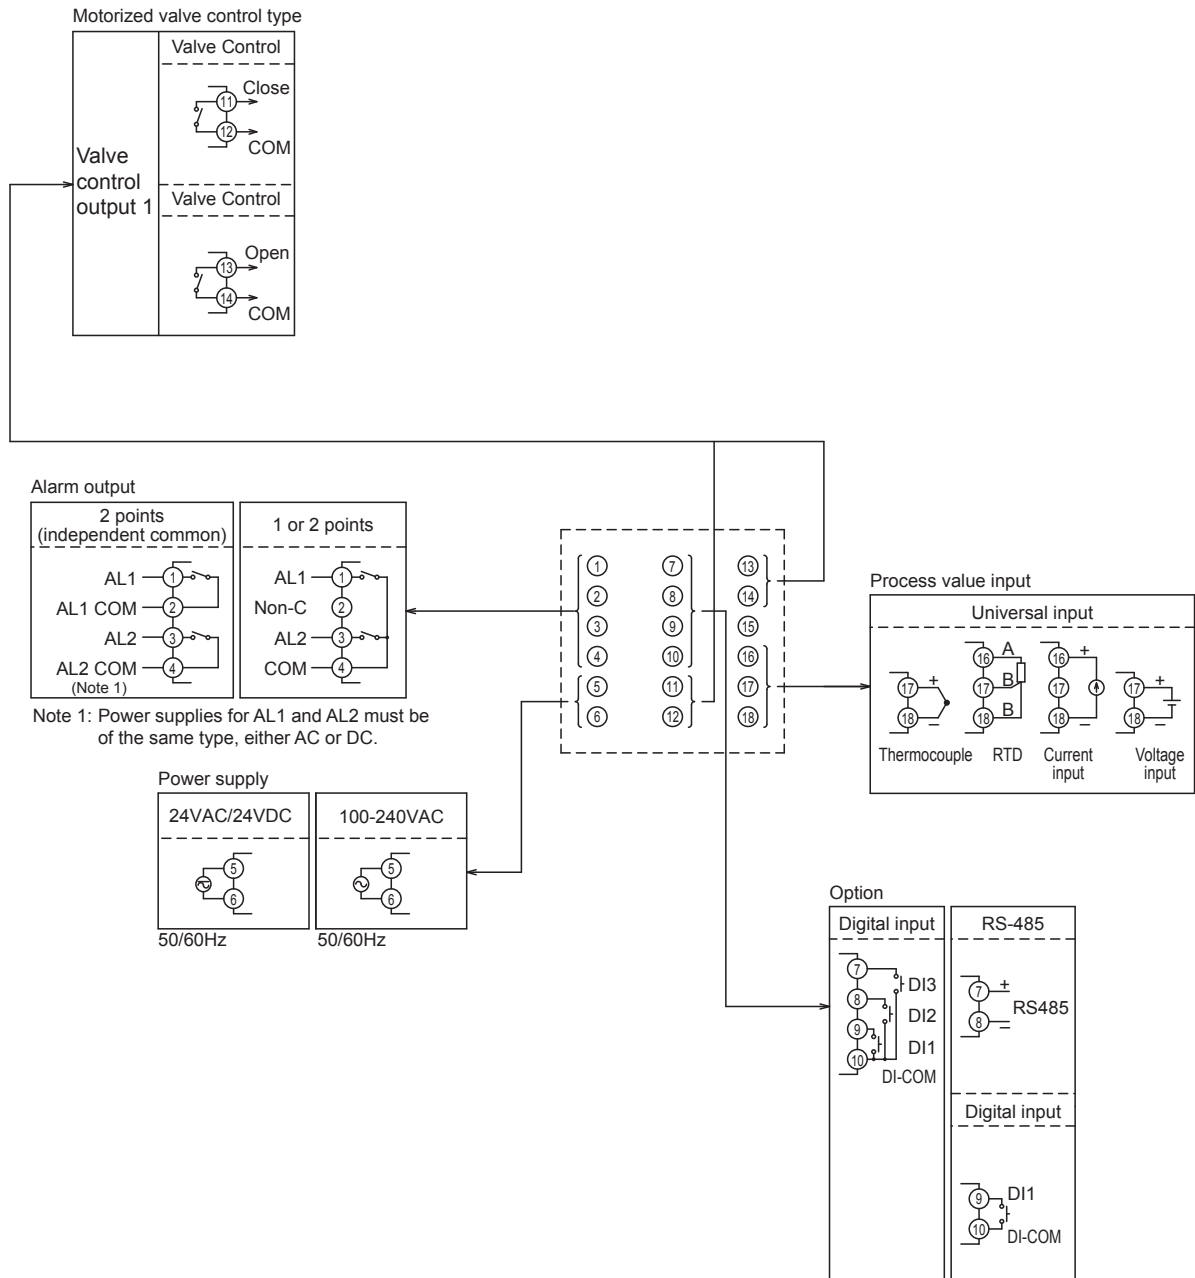 Motorized valve control type
Valve
control
output 1
Valve Control
Close
11
12
COM
Valve Control
Open
13
14
COM
Alarm output
2 points
(independent common)
AL1 1
AL1 COM 2
AL2 3
AL2 COM 4
(Note 1)
1 or 2 points
AL1 1
Non-C 2
AL2 3
COM 4
Note 1: Power supplies for AL1 and AL2 must be
of the same type, either AC or DC.
Power supply
24VAC/24VDC
5
6
50/60Hz
100-240VAC
5
6
50/60Hz
1 7 13
2 8 14
3 9 15
4 10 16
5 11 17
6 12 18
Process value input
Universal input
17 +
18 −
Thermocouple
16 A
17 B
18 B
RTD
16 +
17
18 −
Current
input
17 +
18 −
Voltage
input
Option
Digital input
7 DI3
8 DI2
9 DI1
10
DI-COM
RS-485
7 +
RS485
8 −
Digital input
9 DI1
10 DI-COM